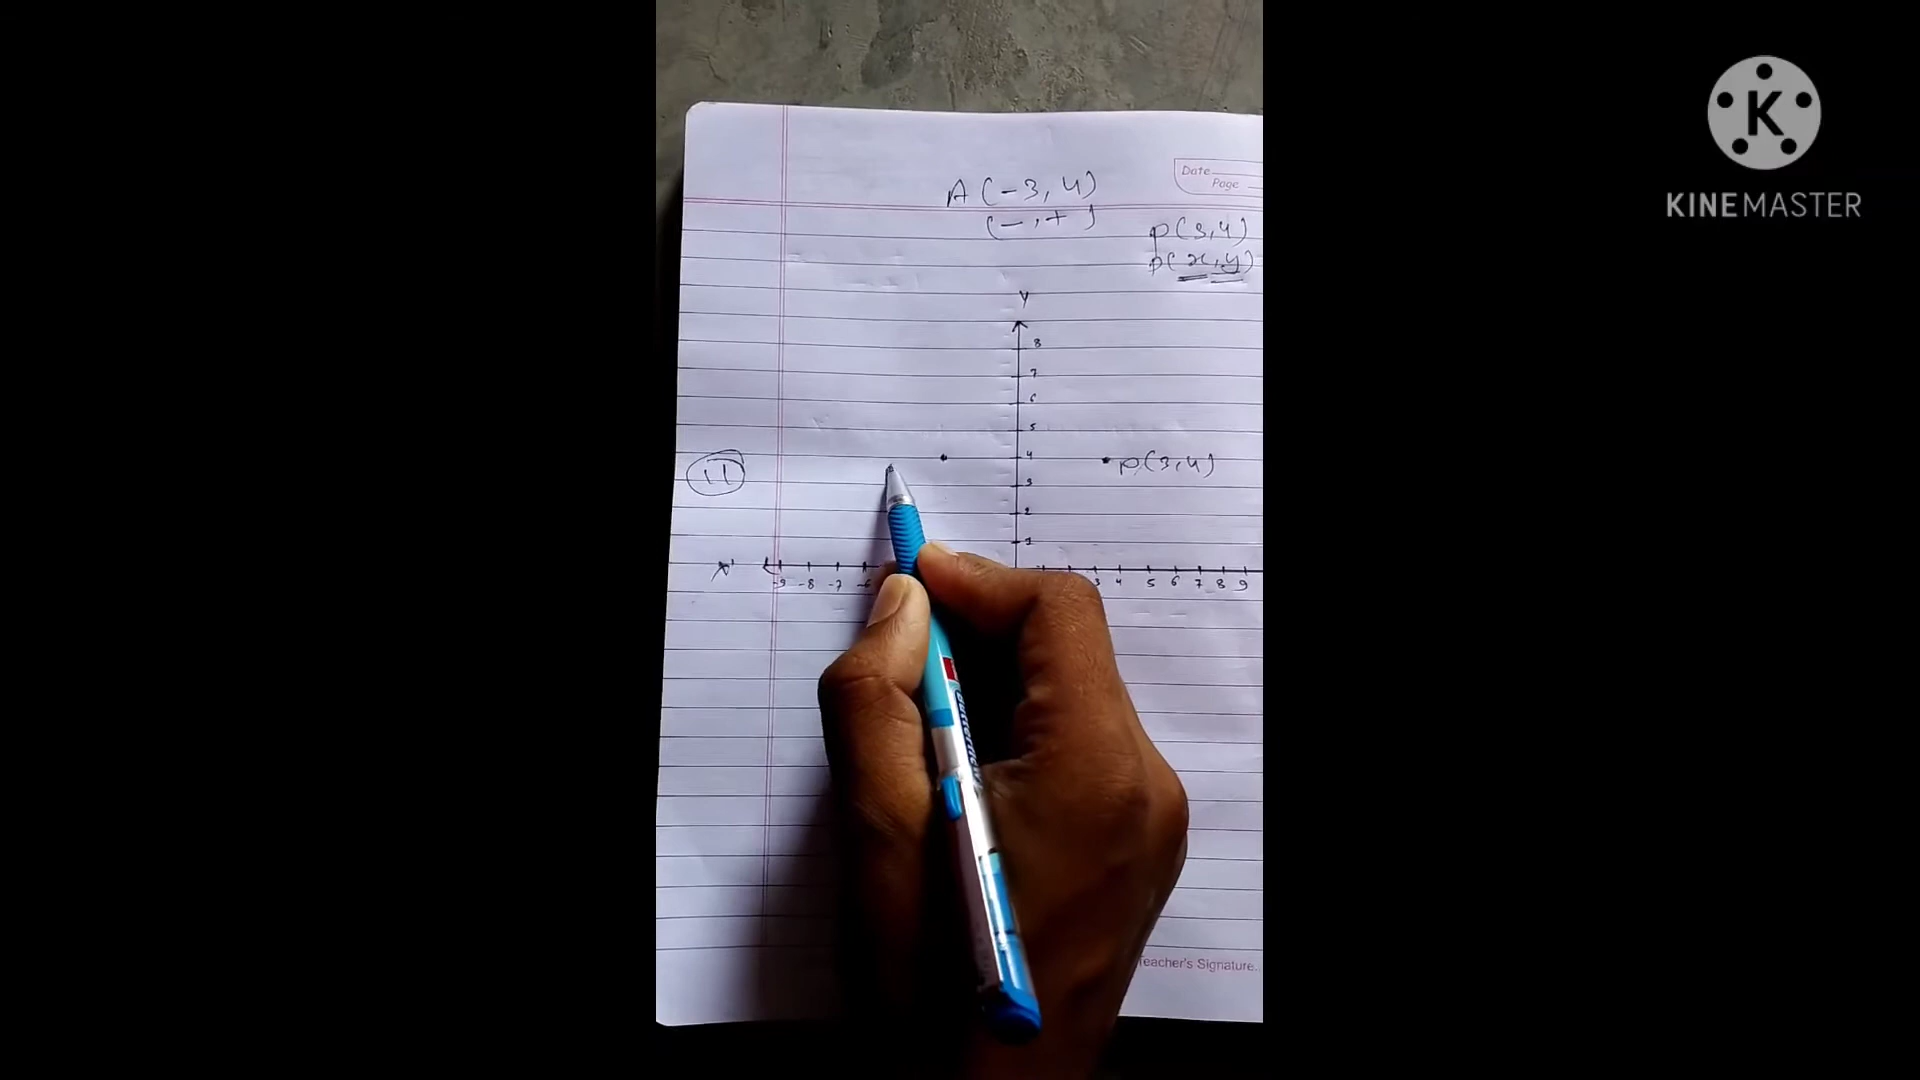 Date
Page
A (-3, 4)
(-, +)
P(3,4)
P(x,y)
Y
8
7
6
5
4
P(3,4)
3
11
2
1
X'
-9 -8 -7 -6 3 4 5 6 7 8 9
Teacher's Signature..
K
KINEMASTER